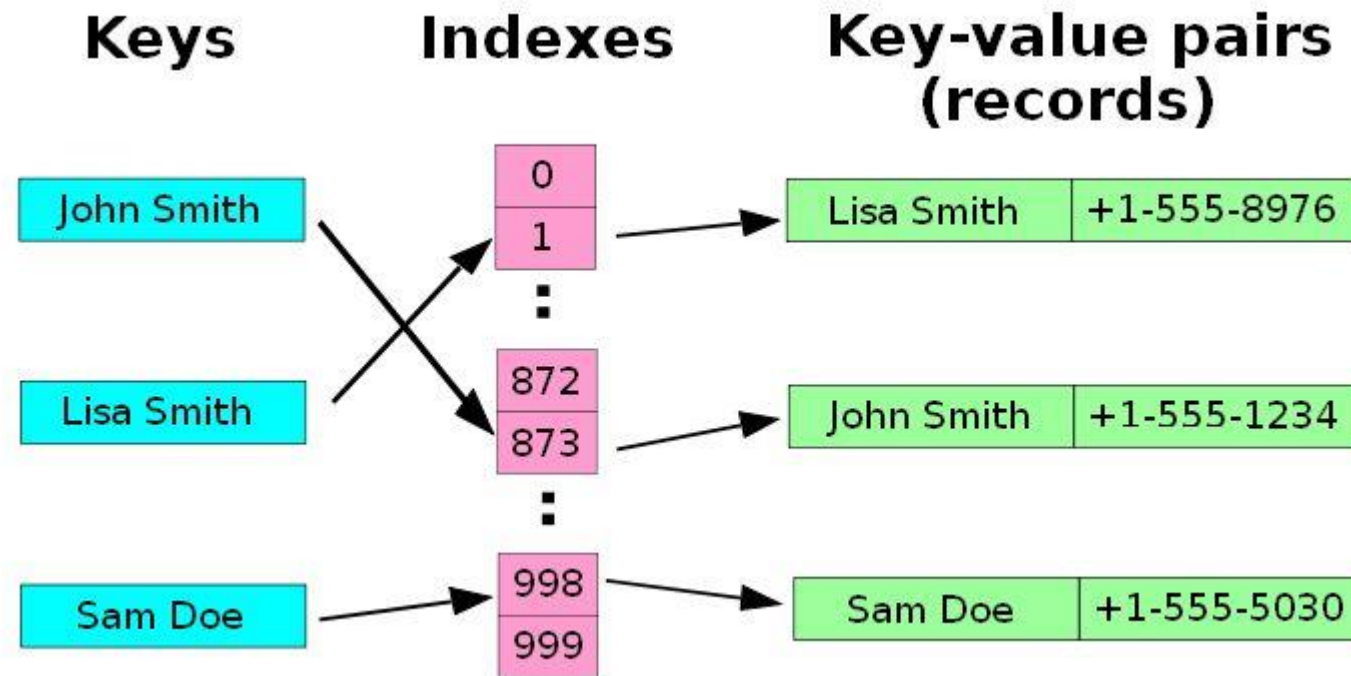 Keys
Indexes
Key-value pairs
(records)
John Smith
Lisa Smith
Sam Doe
0
1
:
872
873
:
998
999
Lisa Smith +1-555-8976
John Smith +1-555-1234
Sam Doe +1-555-5030